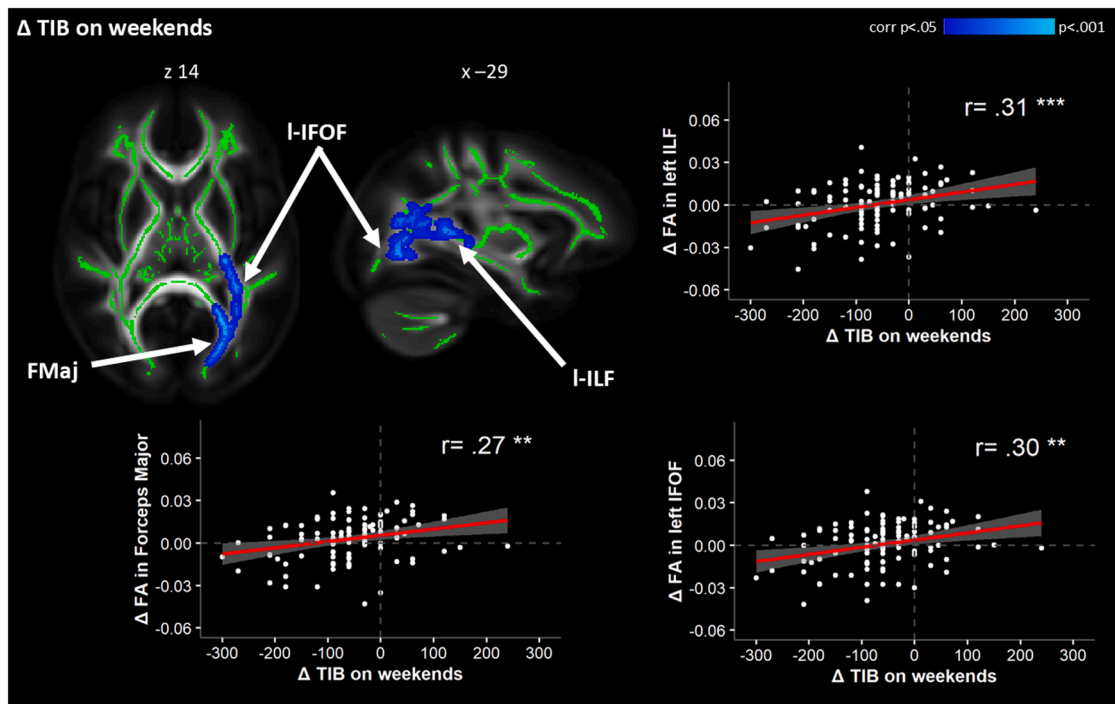 Δ TIB on weekends
corr p<.05
p<.001
z 14
x –29
l-IFOF
FMaj
l-ILF
r= .31 ***
Δ FA in left ILF
0.06
0.03
0.00
-0.03
-0.06
-300 -200 -100 0 100 200 300
Δ TIB on weekends
r= .27 **
Δ FA in Forceps Major
0.06
0.03
0.00
-0.03
-0.06
-300 -200 -100 0 100 200 300
Δ TIB on weekends
r= .30 **
Δ FA in left IFOF
0.06
0.03
0.00
-0.03
-0.06
-300 -200 -100 0 100 200 300
Δ TIB on weekends